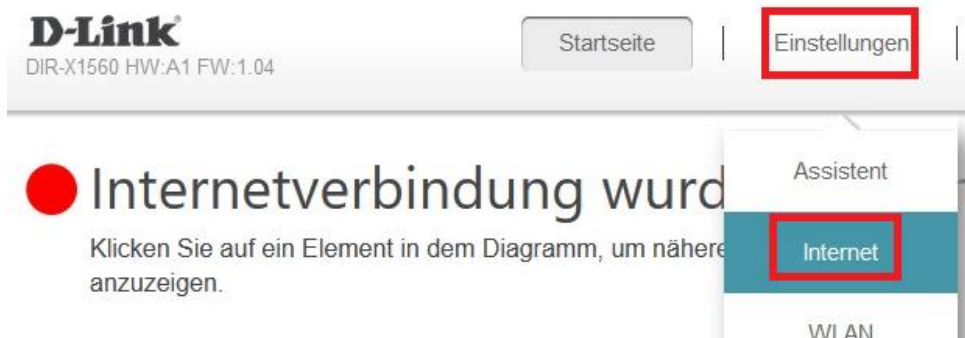 D-Link
DIR-X1560 HW:A1 FW:1.04
Startseite | Einstellungen |
Assistent
Internet
WLAN
Internetverbindung wurd
Klicken Sie auf ein Element in dem Diagramm, um nähere
anzuzeigen.